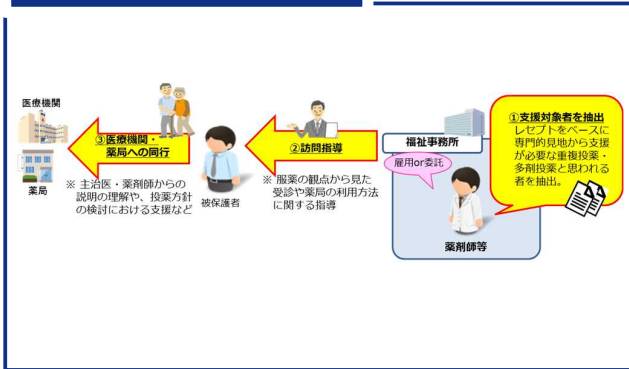 医療機関
薬局
③医療機関・
薬局への同行
※ 主治医・薬剤師からの
説明の理解や、投薬方針
の検討における支援など
被保護者
②訪問指導
※ 服薬の観点から見た
受診や薬局の利用方法
に関する指導
福祉事務所
雇用or委託
薬剤師等
①支援対象者を抽出
レセプトをベースに
専門的見地から支援
が必要な重複投薬・
多剤投薬と思われる
者を抽出。